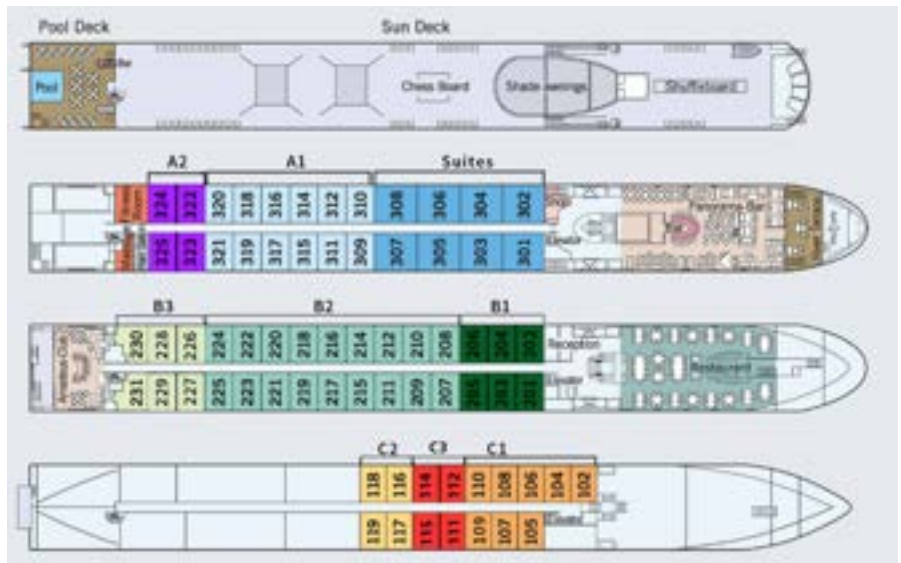 Pool Deck Sun Deck
Pool
Chess Board
Shade awnings
Shuffleboard
A2 A1 Suites
Fitness Room
324 322 320 318 316 314 312 310 308 306 304 302
Panorama-Bar
325 323 321 319 317 315 311 309 307 305 303 301
Elevator
B3 B2 B1
230 228 226 224 222 220 218 216 214 212 210 208 206 204 202
Reception
Amadeus-Club
Restaurant
231 229 227 225 223 221 219 217 215 211 209 207 205 203 201
Elevator
C2 C3 C1
118 116 114 112 110 108 106 104 102
119 117 115 111 109 107 105
Elevator